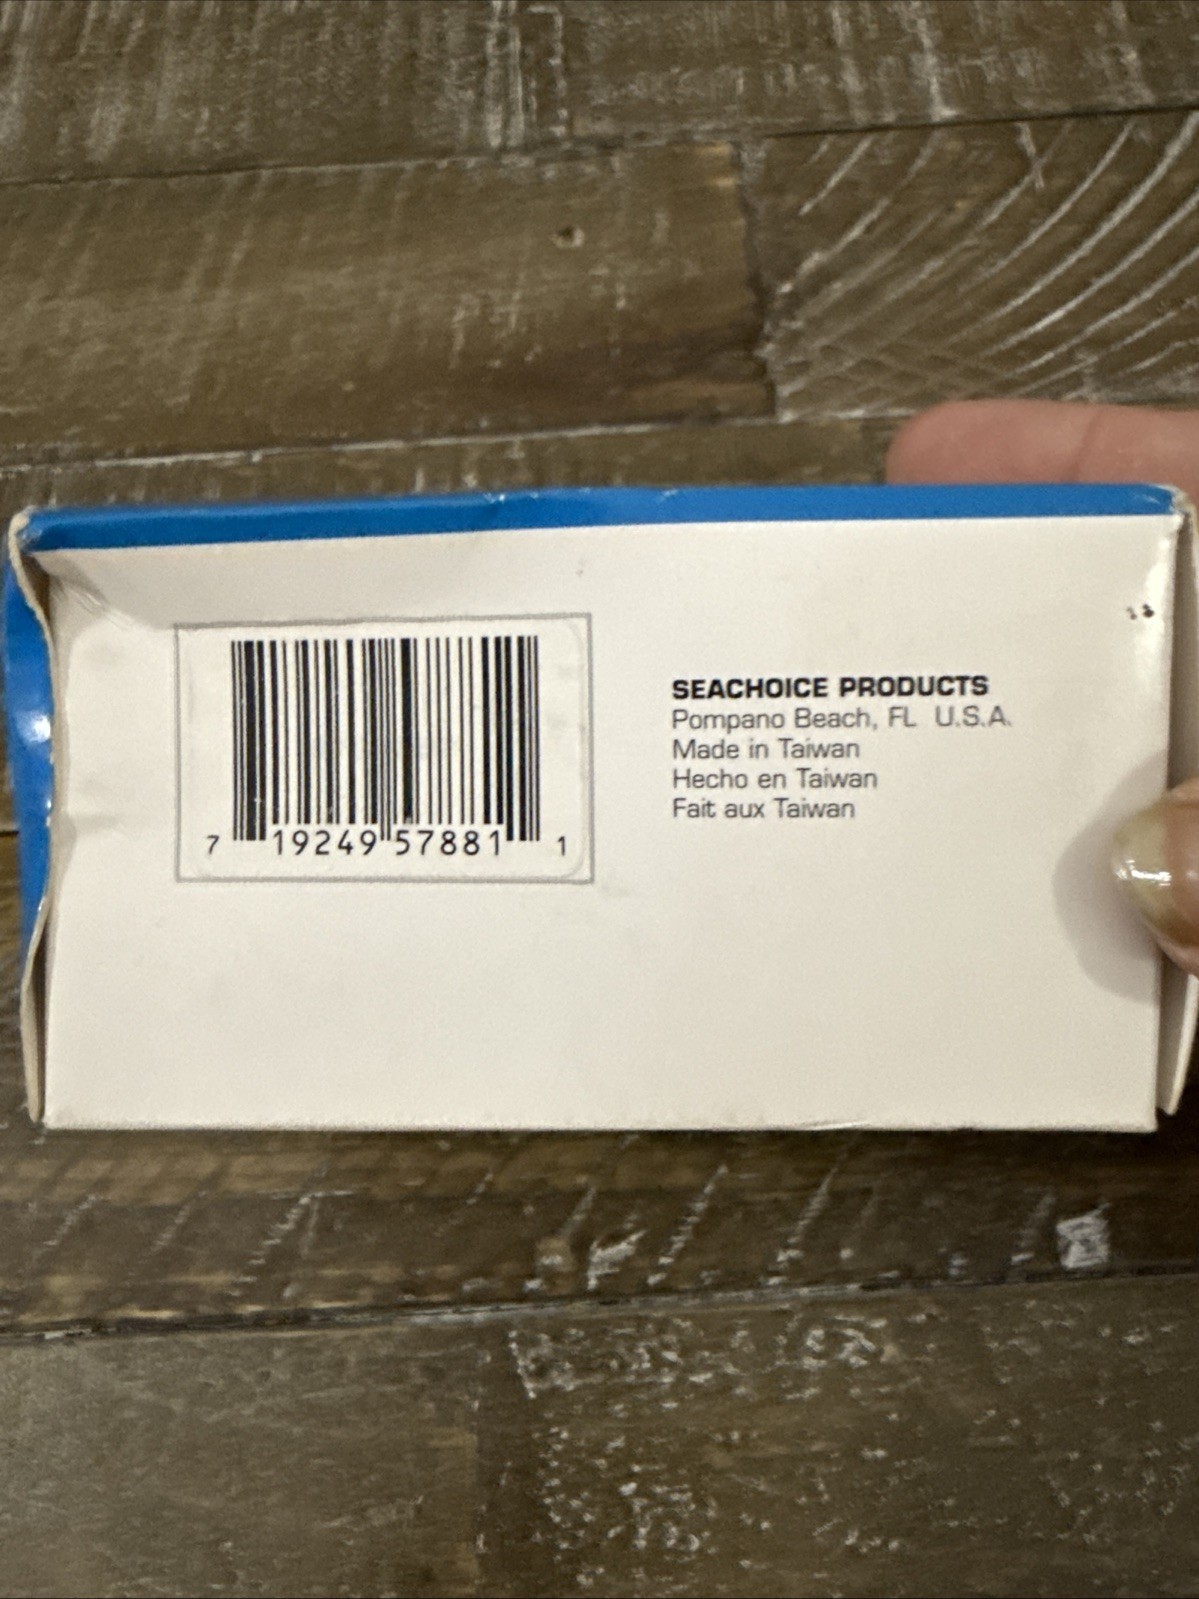 7 19249 57881 1
SEACHOICE PRODUCTS
Pompano Beach, FL U.S.A.
Made in Taiwan
Hecho en Taiwan
Fait aux Taiwan